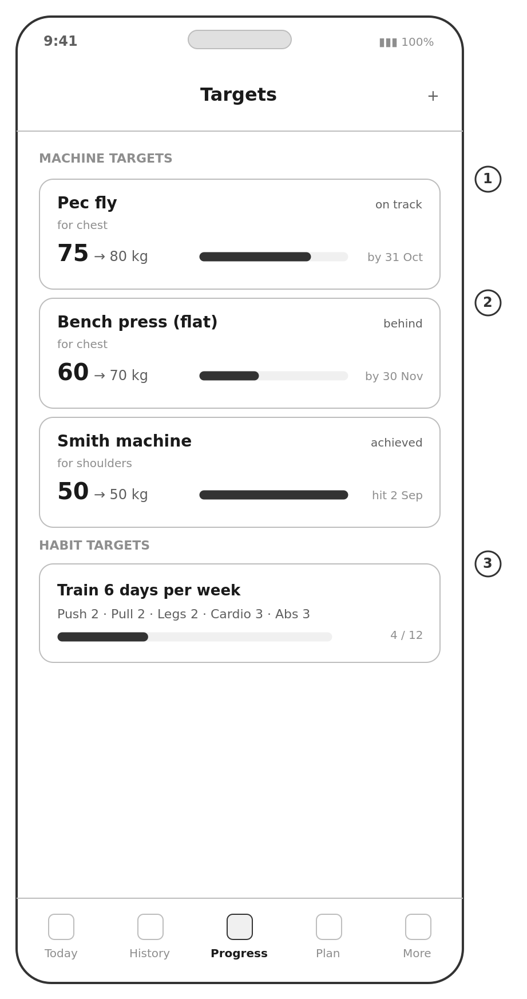 9:41 100%
Targets +
MACHINE TARGETS
1
Pec fly on track
for chest
75 → 80 kg by 31 Oct
2
Bench press (flat) behind
for chest
60 → 70 kg by 30 Nov
Smith machine achieved
for shoulders
50 → 50 kg hit 2 Sep
HABIT TARGETS
3
Train 6 days per week
Push 2 · Pull 2 · Legs 2 · Cardio 3 · Abs 3
4 / 12
Today History Progress Plan More